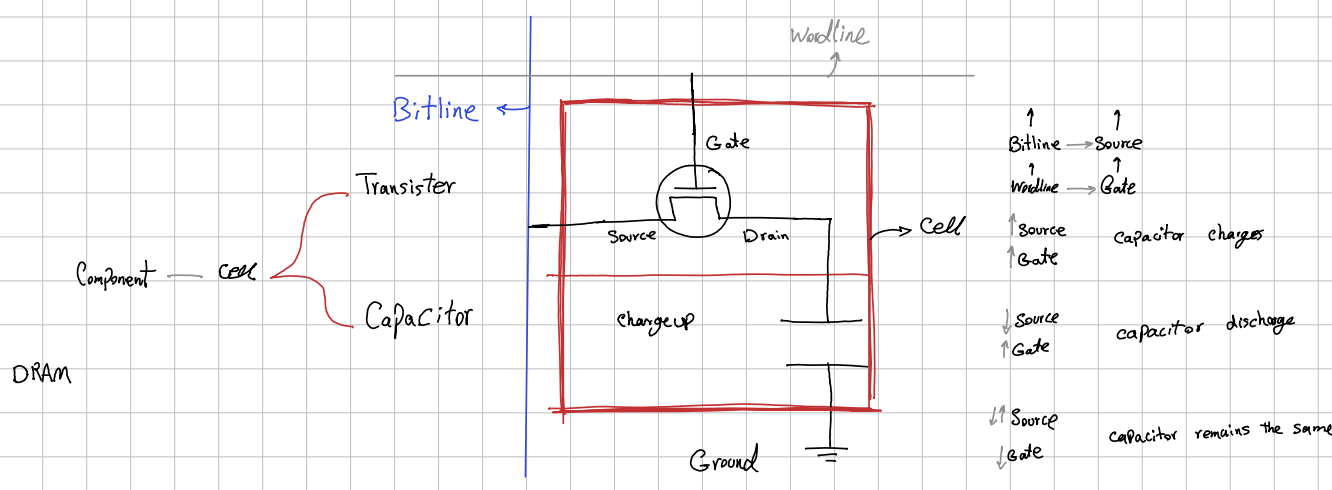 Wordline
Bitline
Gate
Transister
Source
Drain
Cell
Component
Cell
Capacitor
Chargeup
DRAM
Ground
↑ ↑
Bitline → Source
↑ ↑
Wordline → Gate
↑ Source
↑ Gate
Capacitor charges
↓ Source
↑ Gate
capacitor discharge
↓↑ Source
↓ Gate
capacitor remains the same